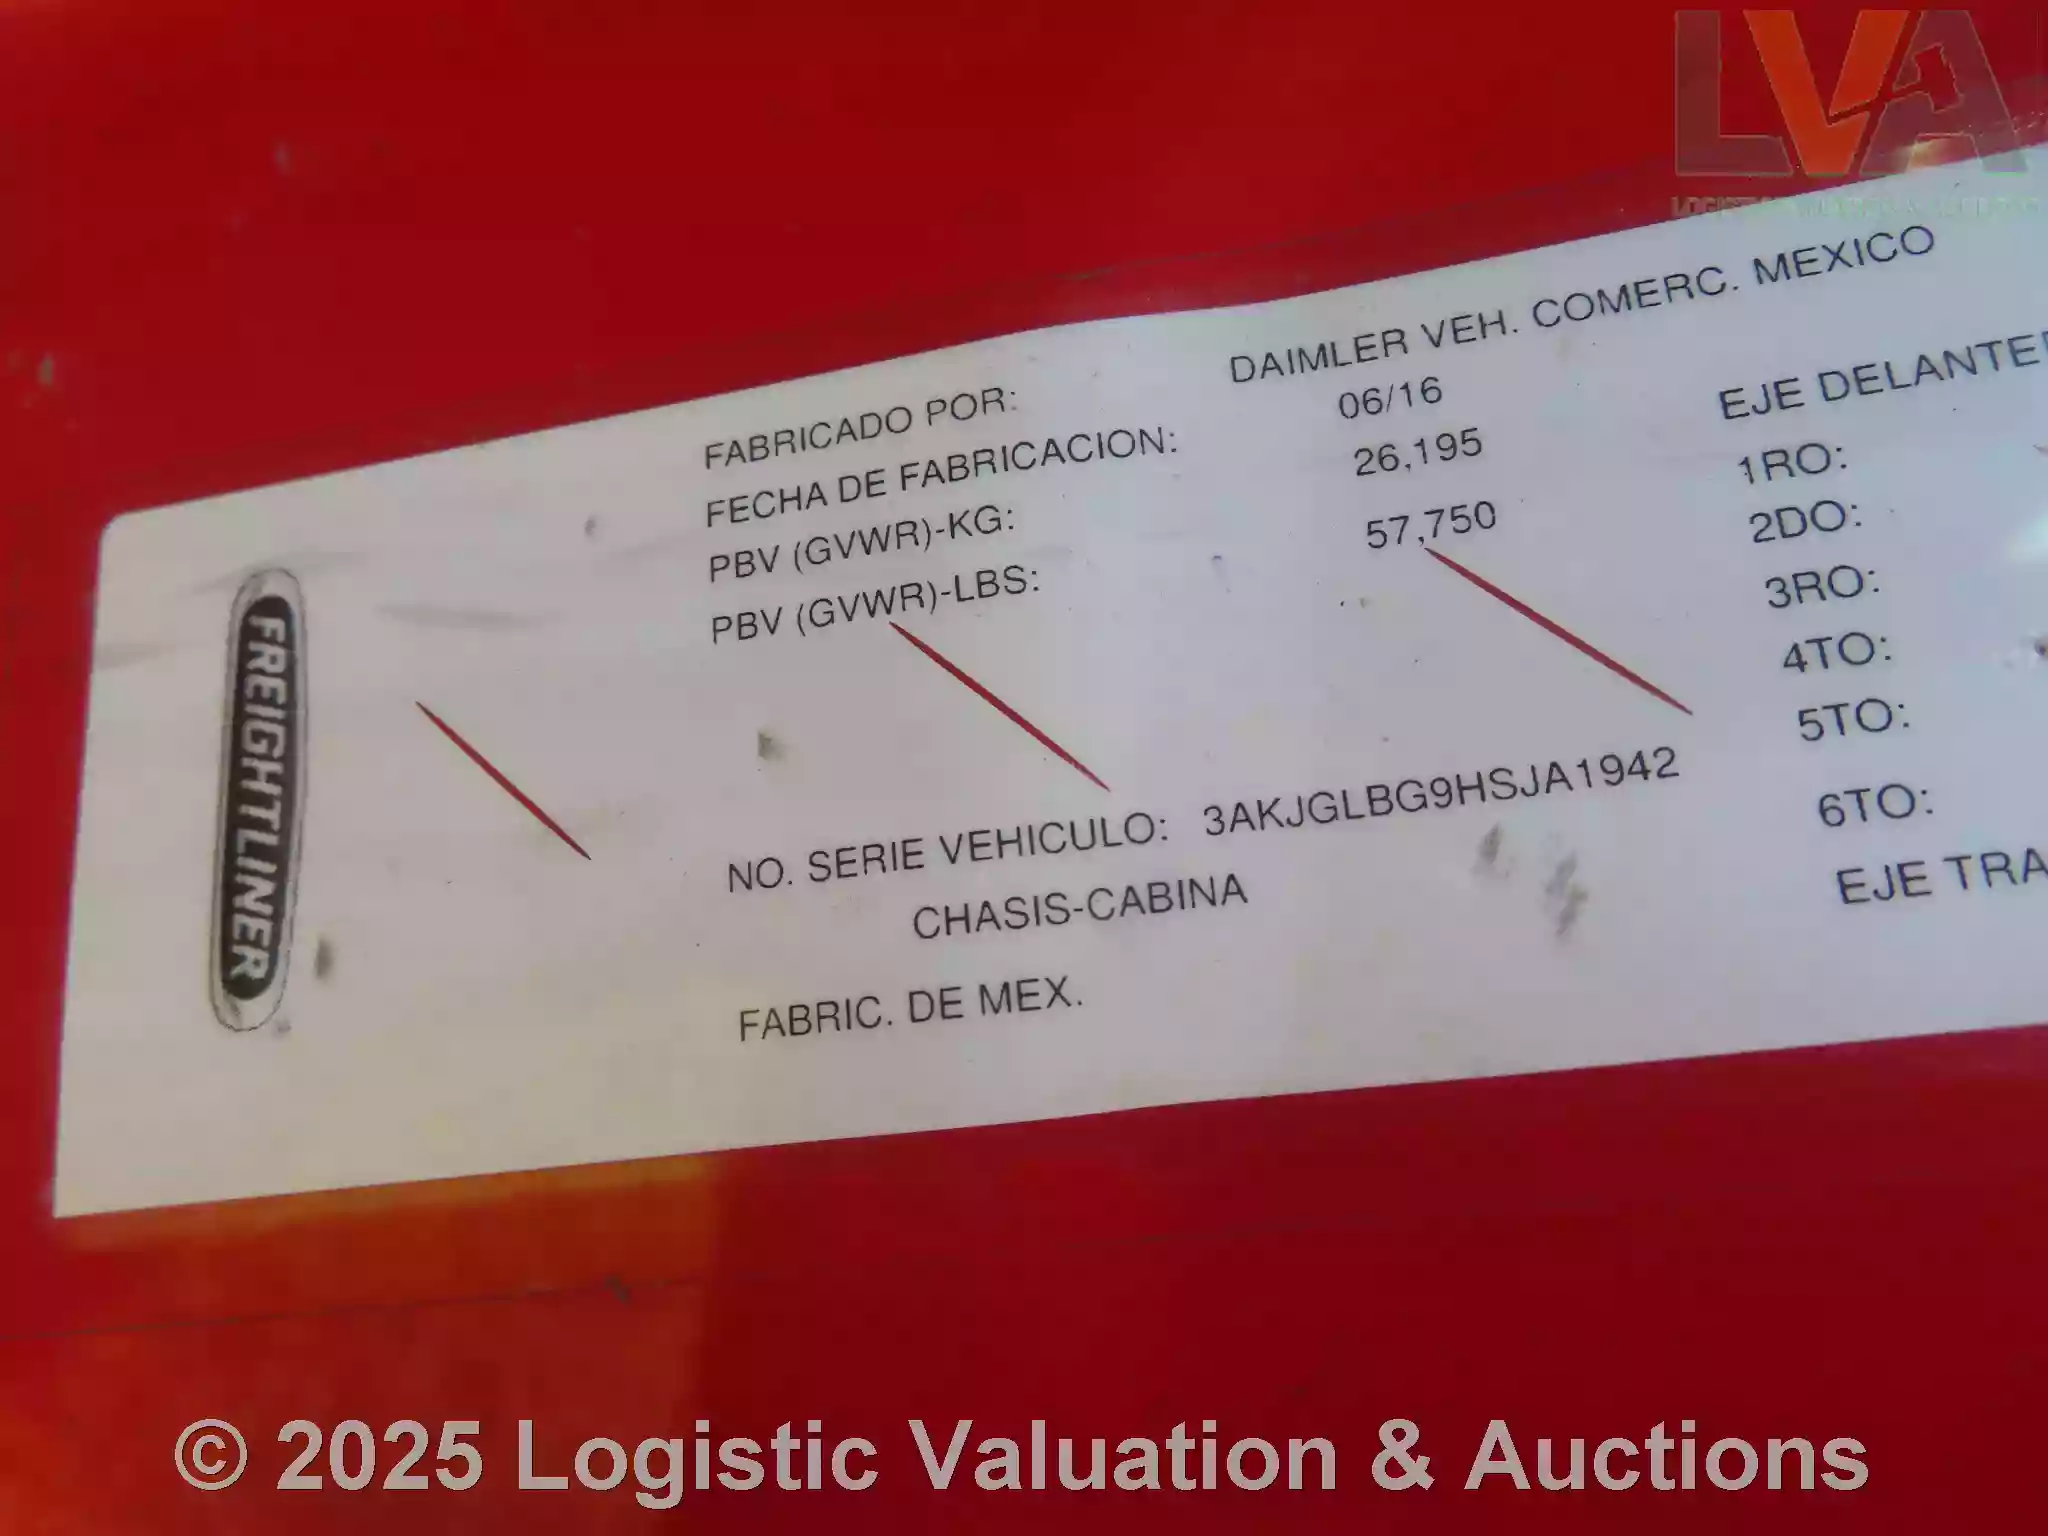 LVA
FREIGHTLINER
FABRICADO POR: DAIMLER VEH. COMERC. MEXICO
FECHA DE FABRICACION: 06/16
PBV (GVWR)-KG: 26,195
PBV (GVWR)-LBS: 57,750
NO. SERIE VEHICULO: 3AKJGLBG9HSJA1942
CHASIS-CABINA
FABRIC. DE MEX.
EJE DELANTE
1RO:
2DO:
3RO:
4TO:
5TO:
6TO:
EJE TRA
© 2025 Logistic Valuation & Auctions